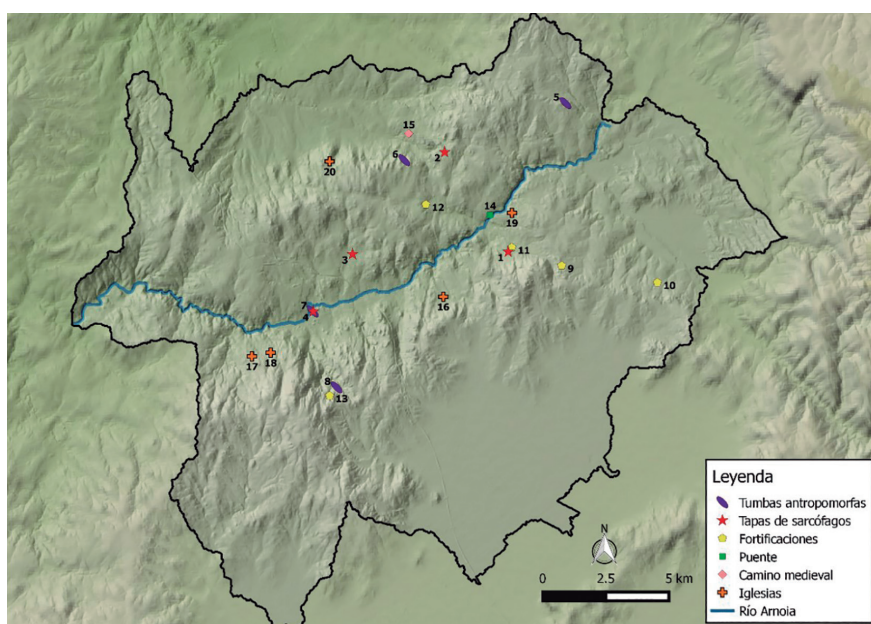 5
15
2
6
20
14
12
19
11
1
3
9
10
16
7
4
17
18
8
13
Leyenda
Tumbas antropomorfas
Tapas de sarcófagos
Fortificaciones
Puente
Camino medieval
Iglesias
Río Arnoia
N
0 2.5 5 km